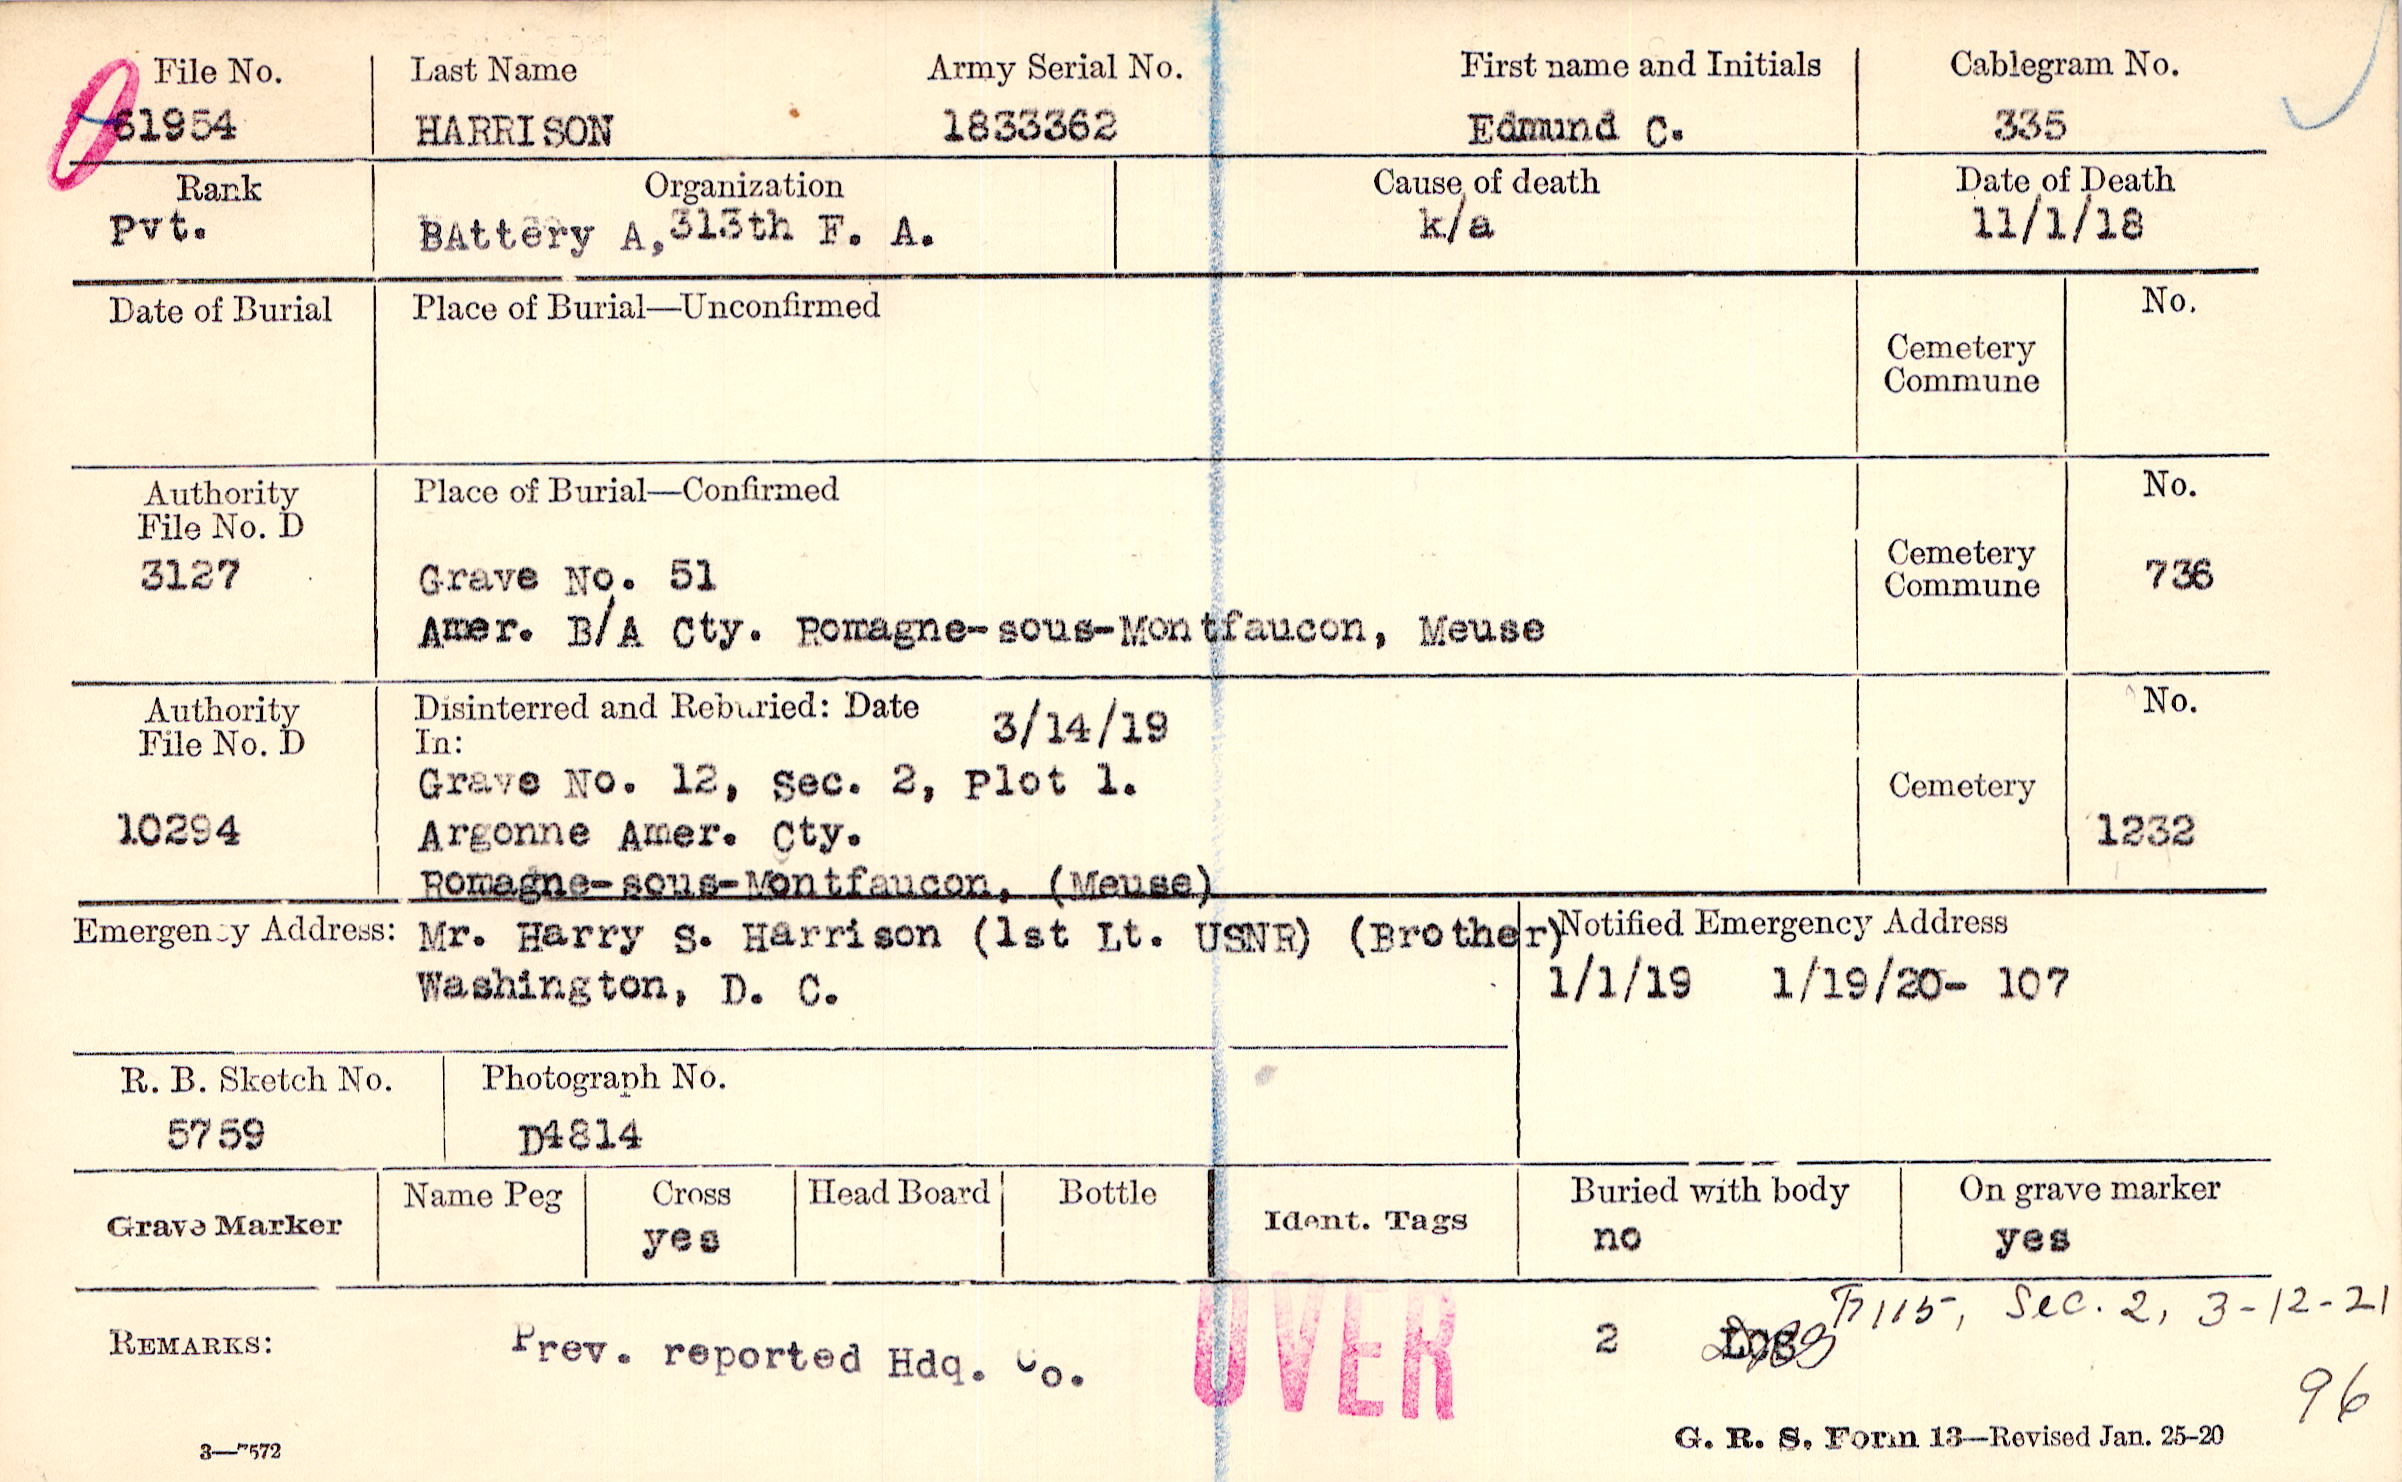 File No. Last Name Army Serial No. First name and Initials Cablegram No.
61954 HARRISON 1833362 Edmund C. 335
Rank Organization Cause of death Date of Death
Pvt. BAttery A, 313th F. A. k/a 11/1/18
Date of Burial Place of Burial—Unconfirmed No.
Cemetery
Commune
Authority Place of Burial—Confirmed No.
File No. D
Cemetery
3127 Grave No. 51 Commune 736
Amer. B/A Cty. Romagne-sous-Montfaucon, Meuse
Authority Disinterred and Reburied: Date 3/14/19 No.
File No. D In:
Grave No. 12, Sec. 2, Plot 1. Cemetery
10294 Argonne Amer. Cty. 1232
Romagne-sous-Montfaucon, (Meuse)
Emergency Address: Mr. Harry S. Harrison (1st Lt. USNR) (Brother) Notified Emergency Address
Washington, D. C. 1/1/19 1/19/20- 107
R. B. Sketch No. Photograph No.
5759 D4814
Grave Marker Name Peg Cross Head Board Bottle Ident. Tags Buried with body On grave marker
yes no yes
115, Sec. 2, 3-12-21
REMARKS: Prev. reported Hdq. Co. OVER 2
96
3—7572 G. R. S. Form 13—Revised Jan. 25-20